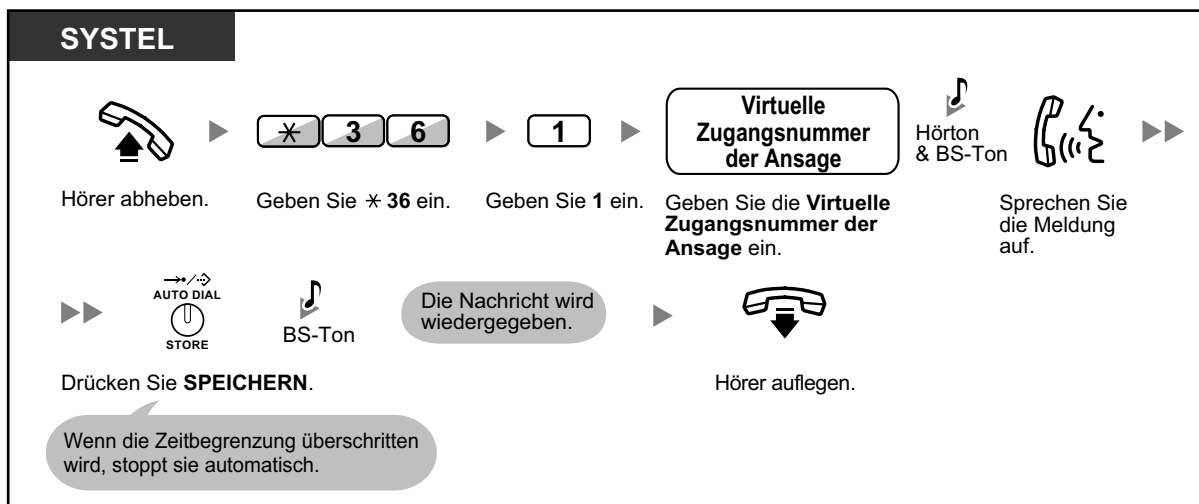 SYSTEL
* 3 6
1
Virtuelle
Zugangsnummer
der Ansage
Hörton
& BS-Ton
Hörer abheben.
Geben Sie * 36 ein.
Geben Sie 1 ein.
Geben Sie die Virtuelle
Zugangsnummer der
Ansage ein.
Sprechen Sie
die Meldung
auf.
AUTO DIAL
STORE
BS-Ton
Die Nachricht wird
wiedergegeben.
Drücken Sie SPEICHERN.
Hörer auflegen.
Wenn die Zeitbegrenzung überschritten
wird, stoppt sie automatisch.